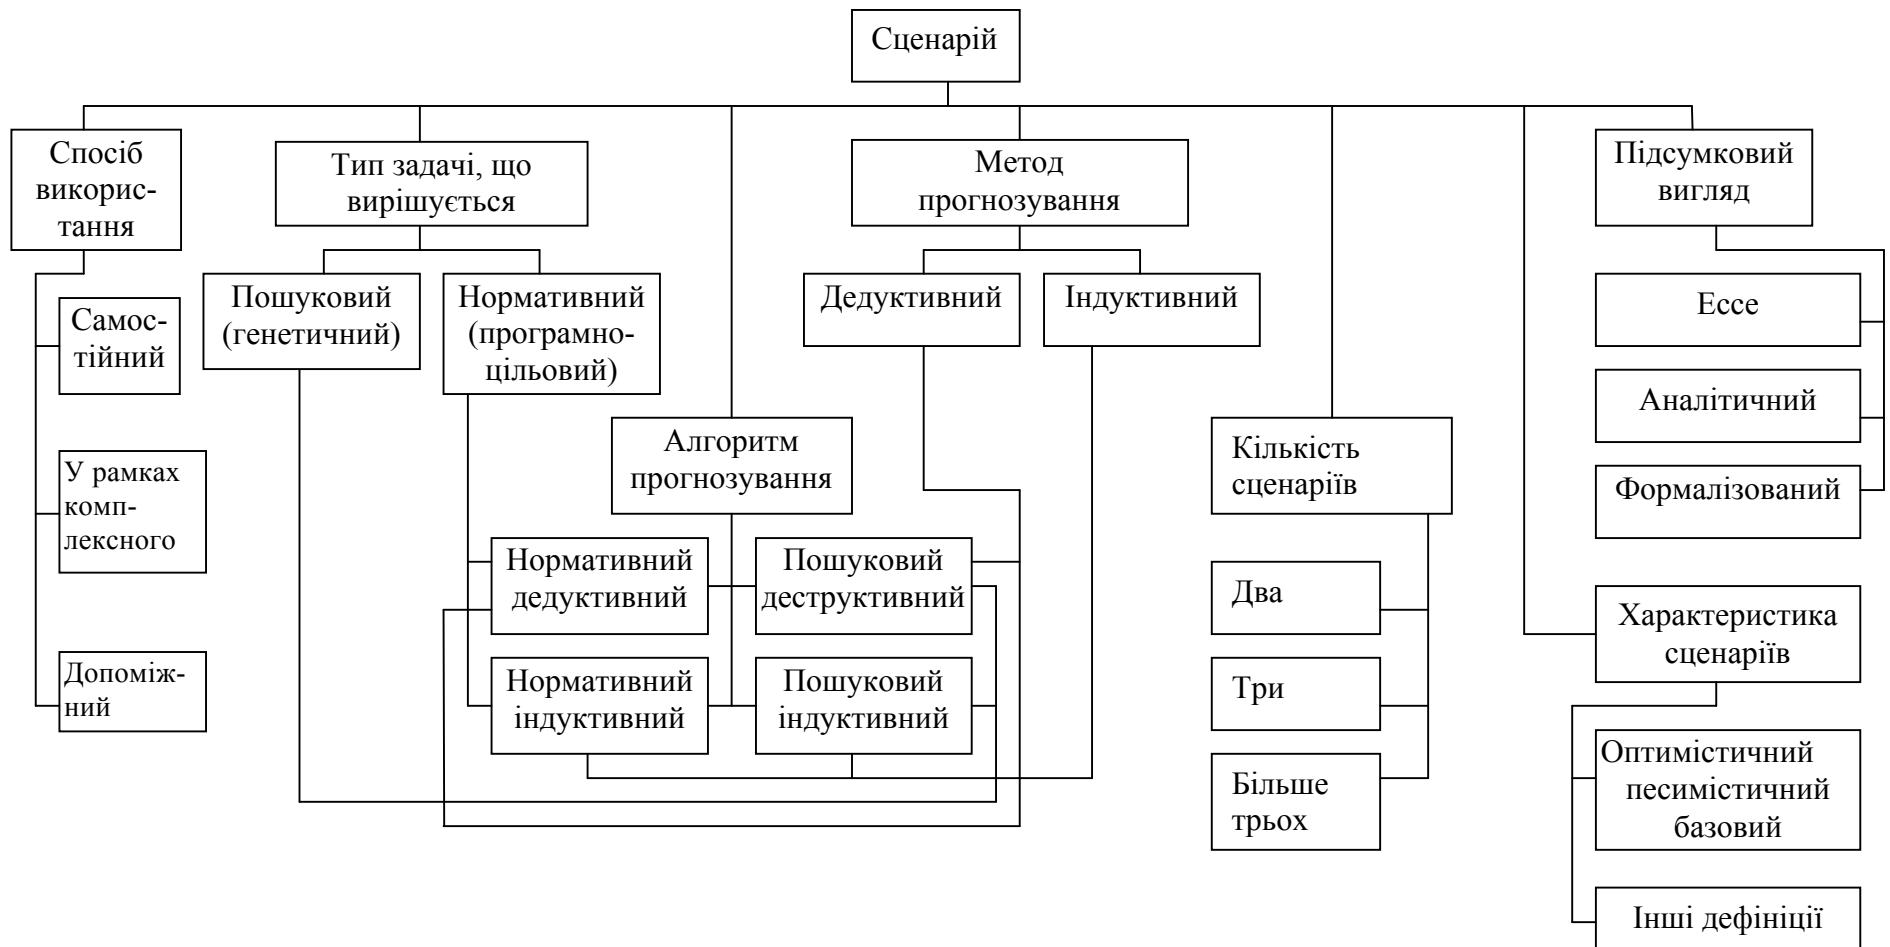 Сценарій
Спосіб
викорис-
тання
Самос-
тійний
У рамках
комп-
лексного
Допоміж-
ний
Тип задачі, що
вирішується
Пошуковий
(генетичний)
Нормативний
(програмно-
цільовий)
Алгоритм
прогнозування
Нормативний
дедуктивний
Пошуковий
деструктивний
Нормативний
індуктивний
Пошуковий
індуктивний
Метод
прогнозування
Дедуктивний
Індуктивний
Кількість
сценаріїв
Два
Три
Більше
трьох
Підсумковий
вигляд
Ессе
Аналітичний
Формалізований
Характеристика
сценаріїв
Оптимістичний
песимістичний
базовий
Інші дефініції